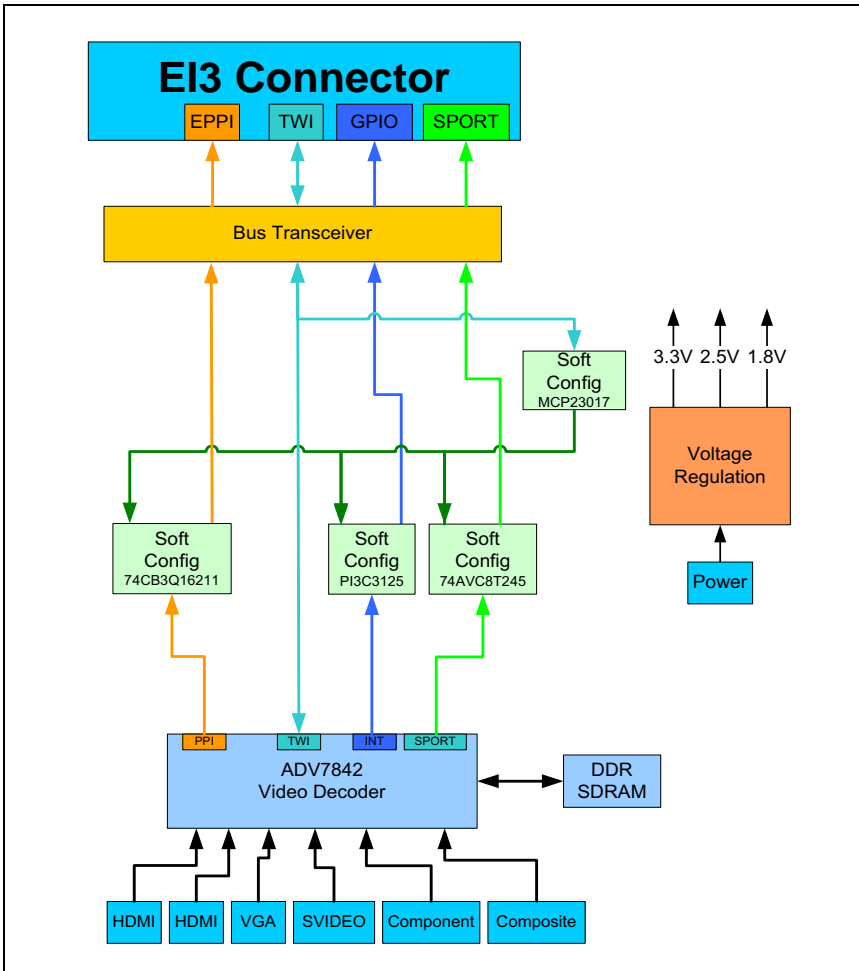 EI3 Connector
EPPI
TWI
GPIO
SPORT
Bus Transceiver
Soft
Config
MCP23017
3.3V
2.5V
1.8V
Voltage
Regulation
Power
Soft
Config
74CB3Q16211
Soft
Config
PI3C3125
Soft
Config
74AVC8T245
PPI
TWI
INT
SPORT
ADV7842
Video Decoder
DDR
SDRAM
HDMI
HDMI
VGA
SVIDEO
Component
Composite